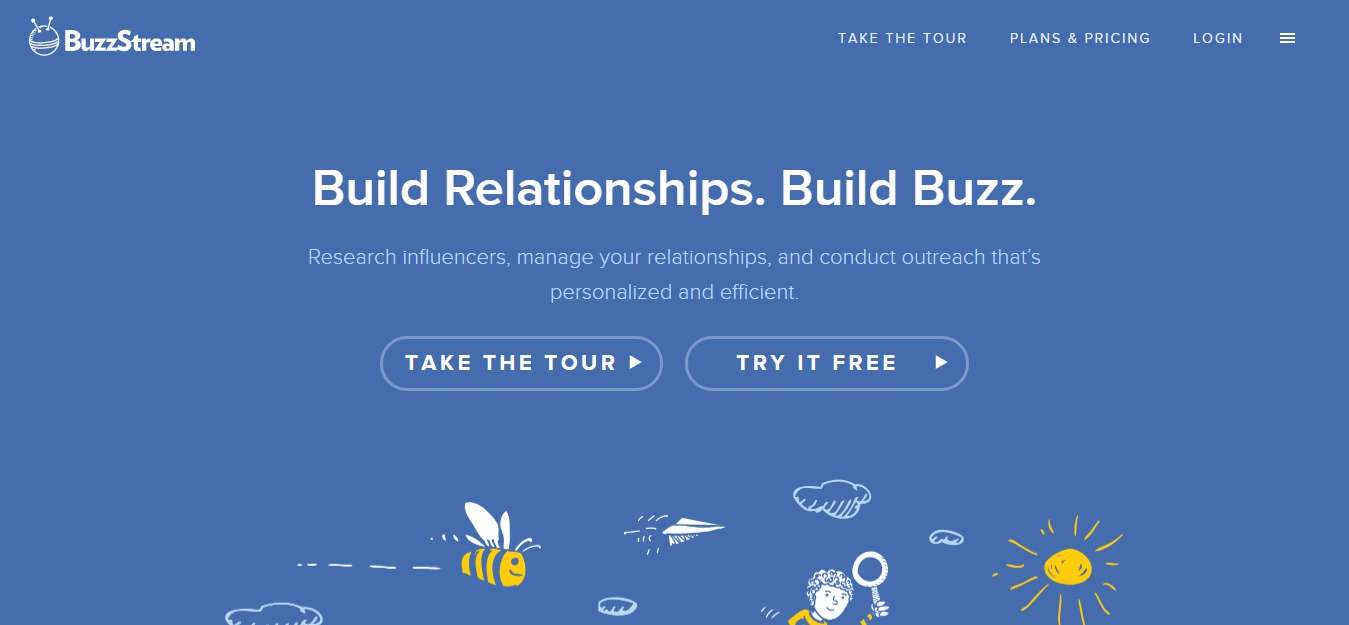 BuzzStream
TAKE THE TOUR
PLANS & PRICING
LOGIN
Build Relationships. Build Buzz.
Research influencers, manage your relationships, and conduct outreach that’s
personalized and efficient.
TAKE THE TOUR
TRY IT FREE